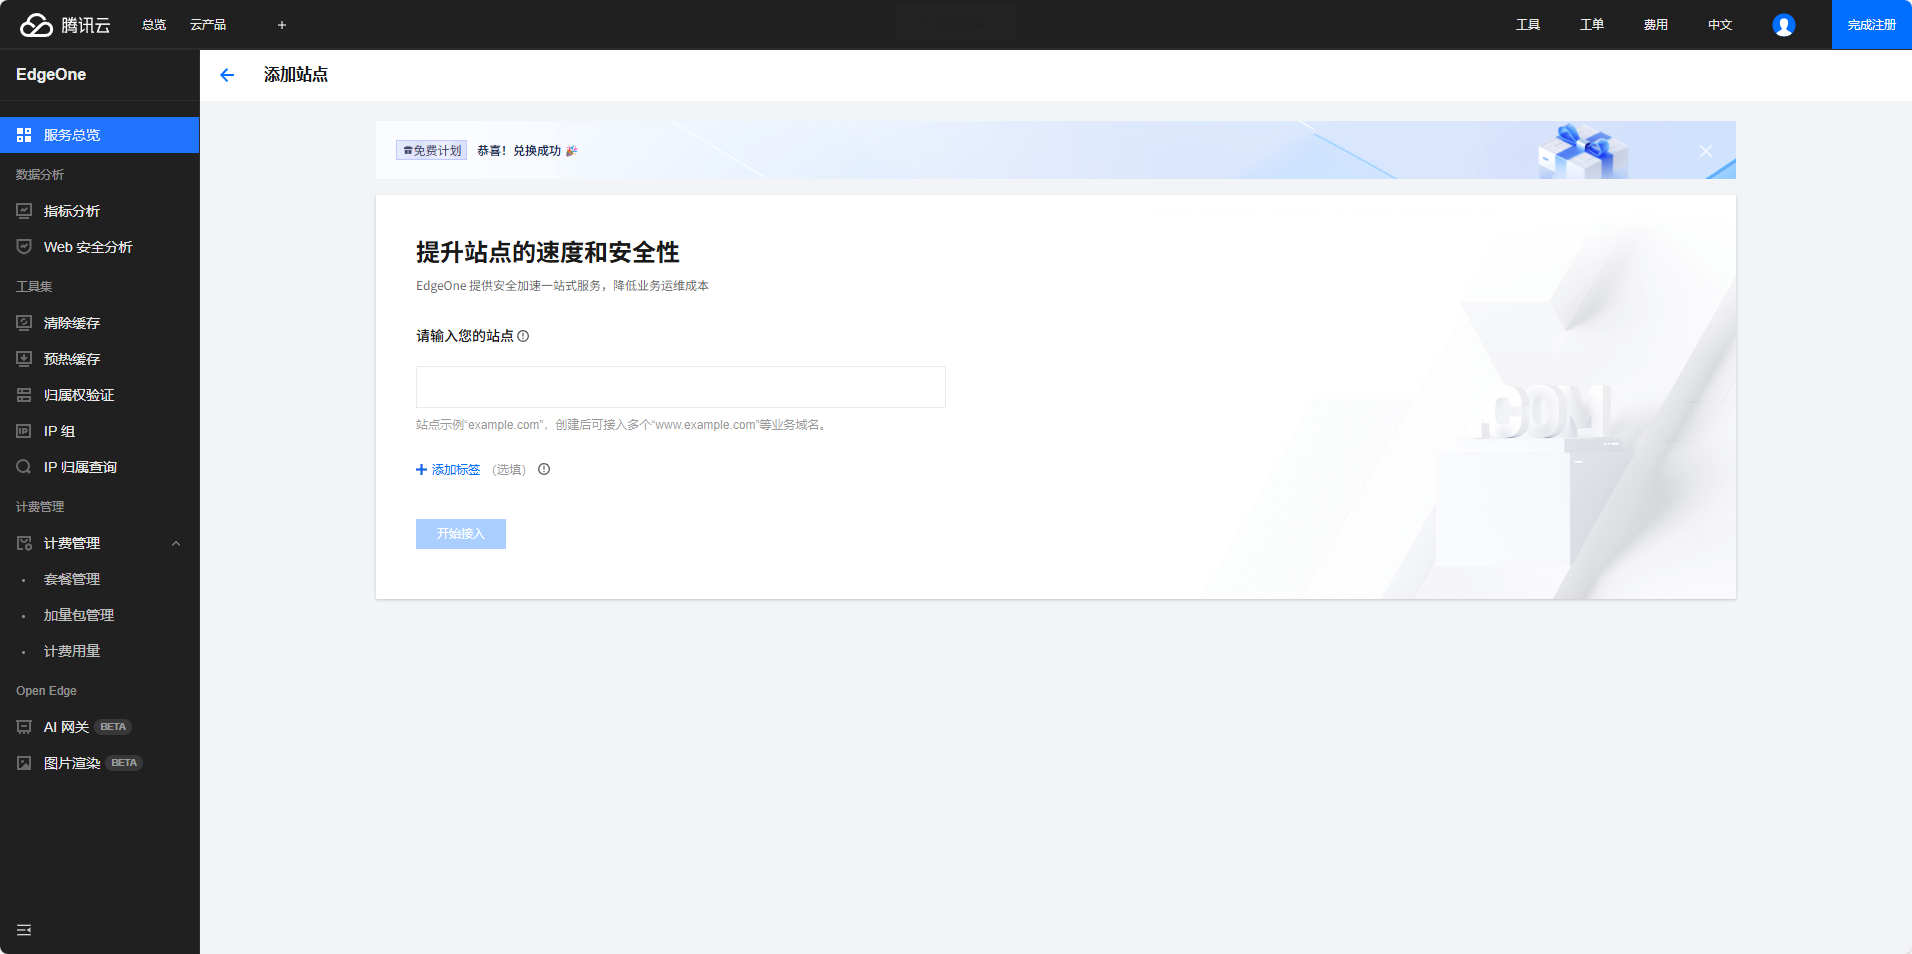 腾讯云
总览
云产品
+
工具
工单
费用
中文
完成注册
EdgeOne
服务总览
数据分析
指标分析
Web 安全分析
工具集
清除缓存
预热缓存
归属权验证
IP 组
IP 归属查询
计费管理
计费管理
套餐管理
加量包管理
计费用量
Open Edge
AI 网关 BETA
图片渲染 BETA
添加站点
免费计划 恭喜！兑换成功 🎉
提升站点的速度和安全性
EdgeOne 提供安全加速一站式服务，降低业务运维成本
请输入您的站点
站点示例“example.com”，创建后可接入多个“www.example.com”等业务域名。
+ 添加标签 （选填）
开始接入
.COM